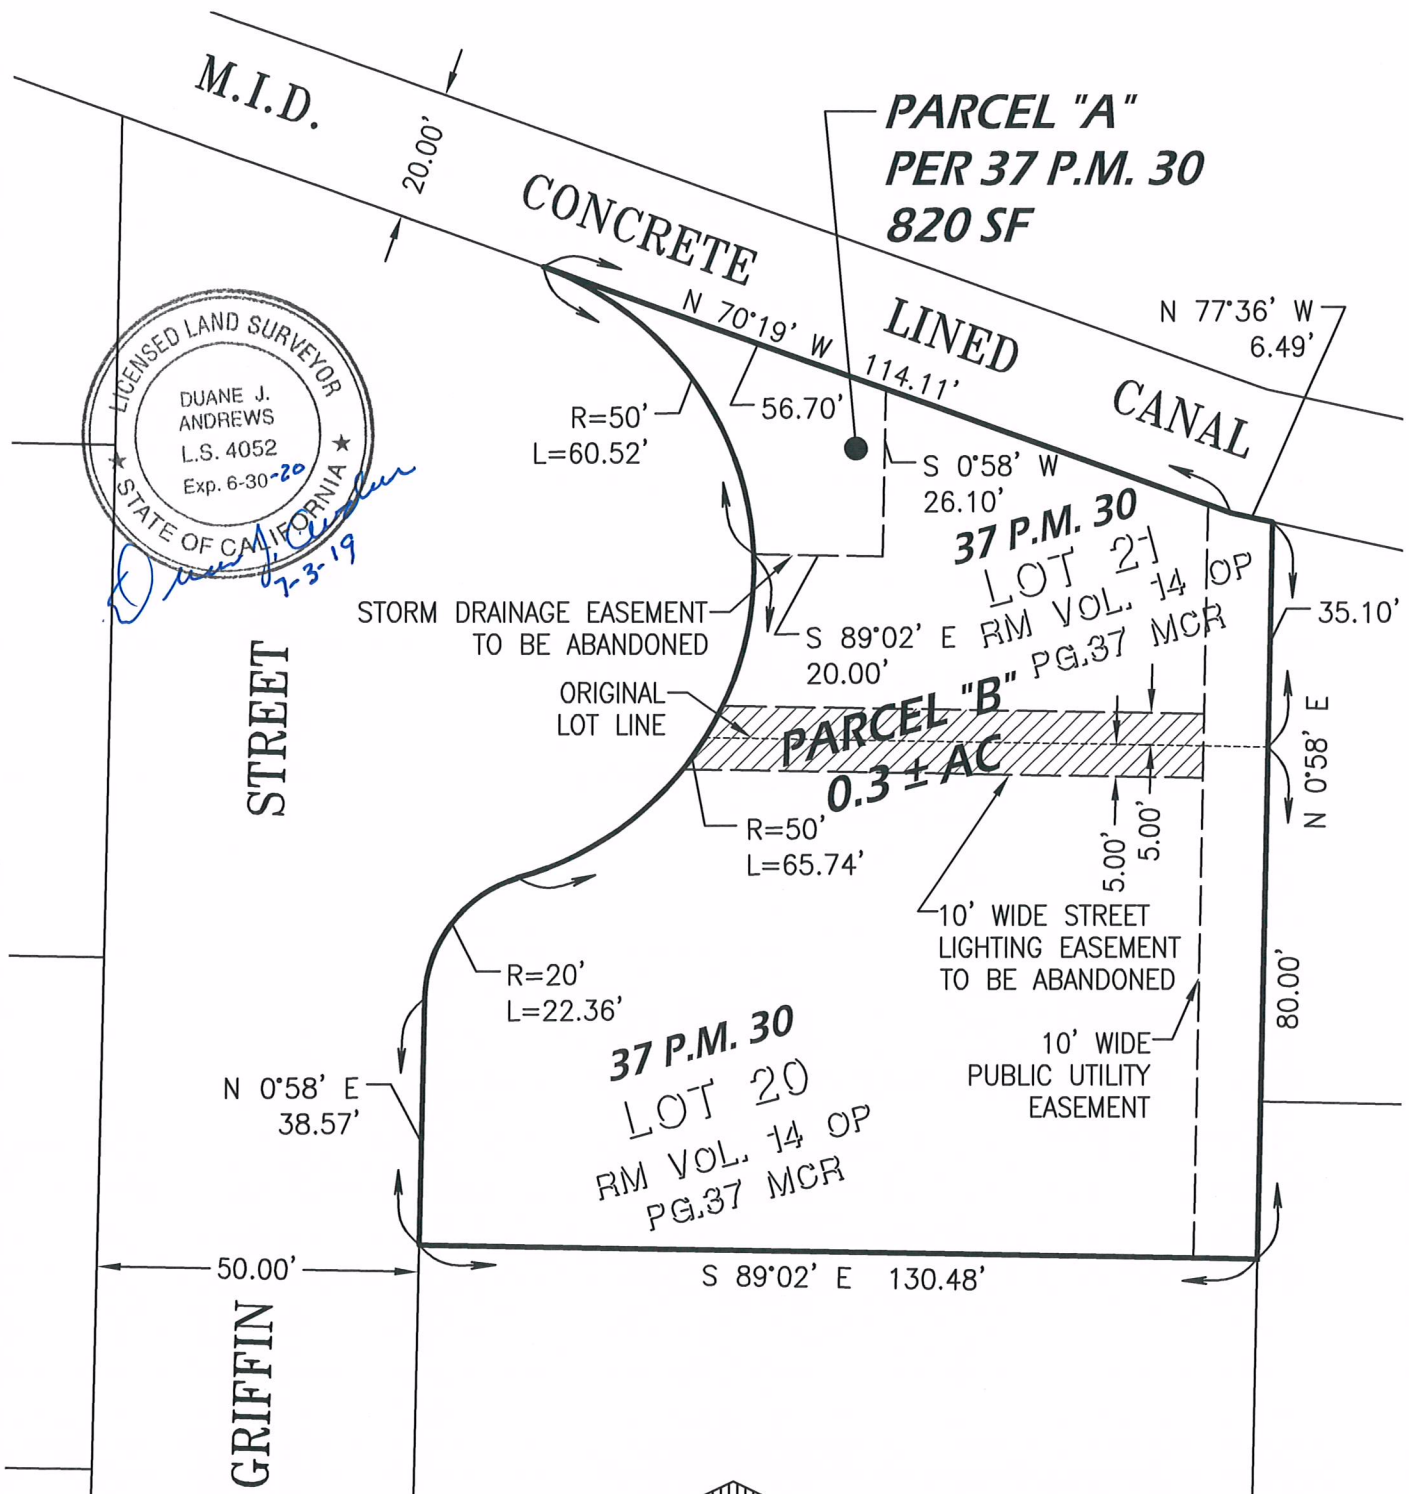 M.I.D.
20.00'
CONCRETE
LINED
CANAL
PARCEL "A"
PER 37 P.M. 30
820 SF
N 70°19' W 114.11'
N 77°36' W
6.49'
LICENSED LAND SURVEYOR
DUANE J.
ANDREWS
L.S. 4052
Exp. 6-30-20
STATE OF CALIFORNIA
Duane J. Andrews
7-3-19
R=50'
L=60.52'
56.70'
S 0°58' W
26.10'
37 P.M. 30
LOT 21
RM VOL. 14 OP
PG.37 MCR
35.10'
STORM DRAINAGE EASEMENT
TO BE ABANDONED
S 89°02' E
20.00'
ORIGINAL
LOT LINE
PARCEL "B"
0.3 ± AC
N 0°58' E
STREET
R=50'
L=65.74'
5.00'
5.00'
10' WIDE STREET
LIGHTING EASEMENT
TO BE ABANDONED
R=20'
L=22.36'
80.00'
10' WIDE
PUBLIC UTILITY
EASEMENT
37 P.M. 30
LOT 20
RM VOL. 14 OP
PG.37 MCR
N 0°58' E
38.57'
50.00'
S 89°02' E 130.48'
GRIFFIN